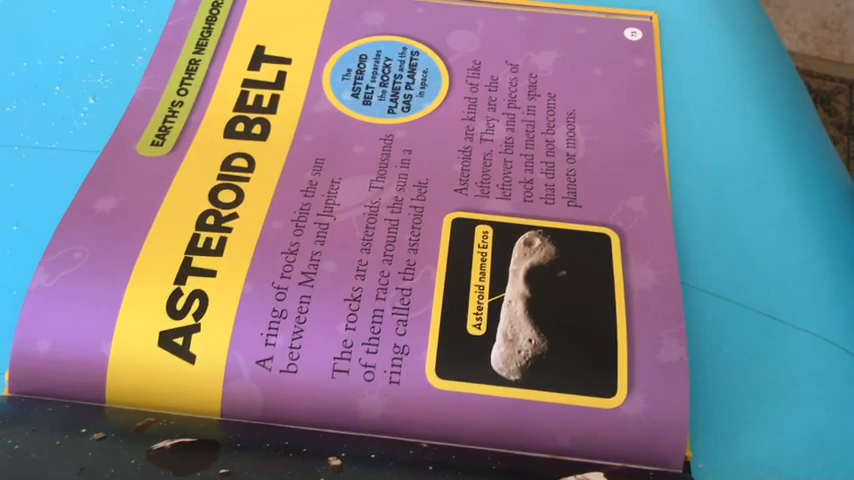 EARTH'S OTHER NEIGHBORS
ASTEROID BELT
A ring of rocks orbits the sun
between Mars and Jupiter.
The rocks are asteroids. Thousands
of them race around the sun in a
ring called the asteroid belt.
The
ASTEROID
BELT separates
the ROCKY
PLANETS and the
GAS PLANETS
in space.
Asteroid named Eros
Asteroids are kind of like
leftovers. They are the
leftover bits and pieces of
rock and metal in space
that did not become
planets or moons.